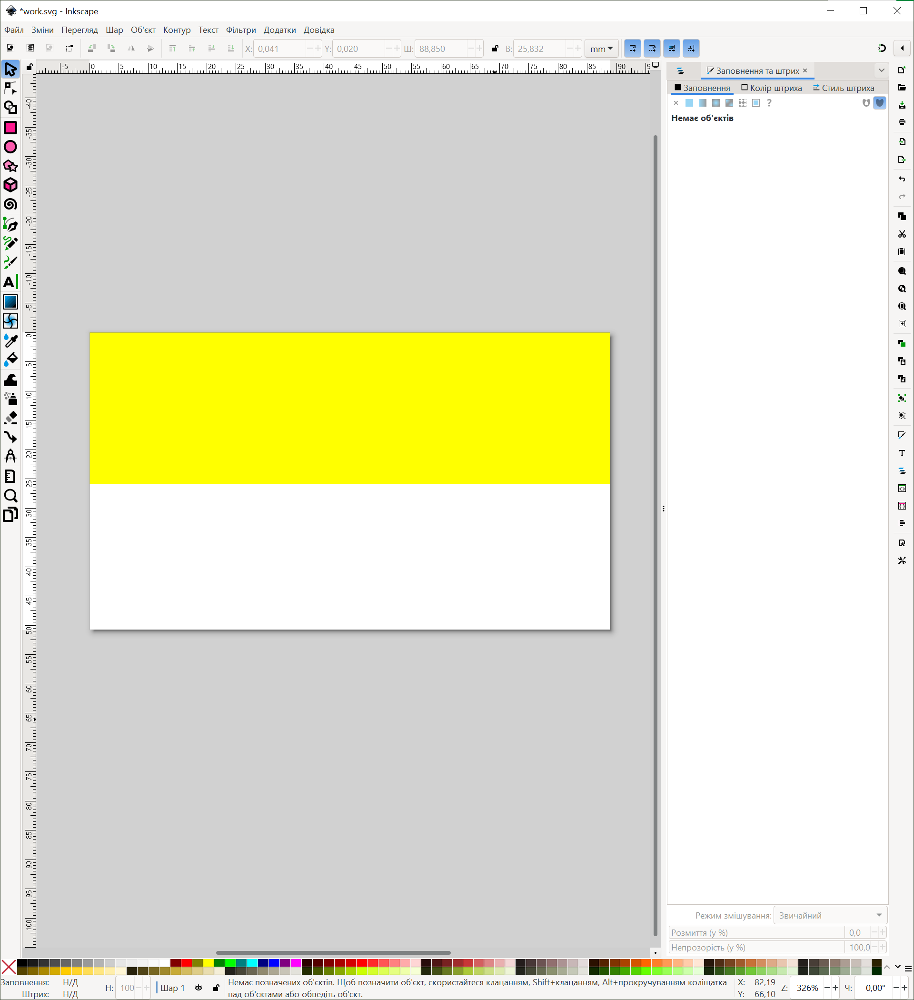 *work.svg - Inkscape
Файл Зміни Перегляд Шар Об'єкт Контур Текст Фільтри Додатки Довідка
X: 0,041 Y: 0,020 Ш: 88,850 В: 25,832 mm
-5 0 5 10 15 20 25 30 35 40 45 50 55 60 65 70 75 80 85 90 9
Заповнення та штрих
Заповнення Колір штриха Стиль штриха
?
Немає об'єктів
-40
-35
-30
-25
-20
-15
-10
-5
0
5
10
15
20
25
30
35
40
45
50
55
60
65
70
75
80
85
90
95
100
Режим змішування: Звичайний
Розмиття (у %) 0,0
Непрозорість (у %) 100,0
Заповнення: Н/Д
Штрих: Н/Д
Н: 100
Шар 1
Немає позначених об'єктів. Щоб позначити об'єкт, скористайтеся клацанням, Shift+клацанням, Alt+прокручуванням коліщатка
над об'єктами або обведіть об'єкт.
X: 82,19
Y: 66,10
Z: 326% Ч: 0,00°